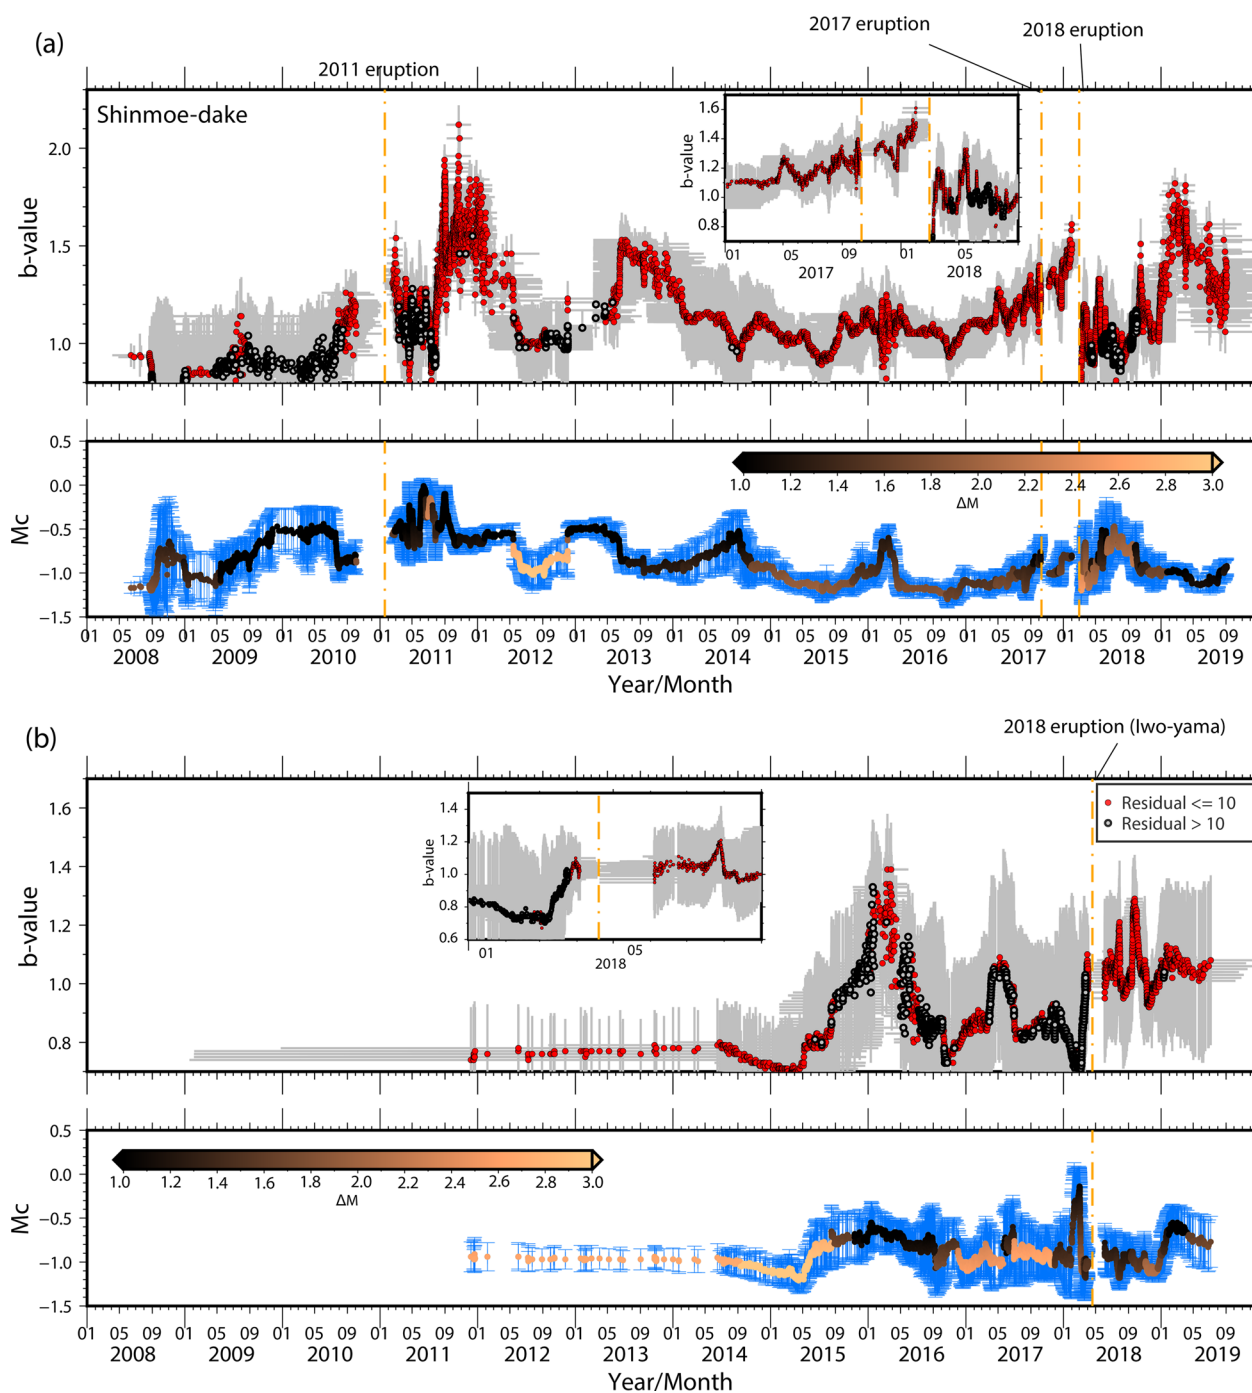 (a)
2017 eruption
2018 eruption
2011 eruption
Shinmoe-dake
b-value
2.0
1.5
1.0
b-value
1.6
1.4
1.2
1.0
0.8
01 05 09 01 05
2017 2018
Mc
0.5
0.0
−0.5
−1.0
−1.5
1.0 1.2 1.4 1.6 1.8 2.0 2.2 2.4 2.6 2.8 3.0
ΔM
01 05 09 01 05 09 01 05 09 01 05 09 01 05 09 01 05 09 01 05 09 01 05 09 01 05 09 01 05 09 01 05 09 01 05 09
2008 2009 2010 2011 2012 2013 2014 2015 2016 2017 2018 2019
Year/Month
(b)
2018 eruption (Iwo-yama)
Residual <= 10
Residual > 10
b-value
1.6
1.4
1.2
1.0
0.8
b-value
1.4
1.2
1.0
0.8
0.6
01 05
2018
Mc
0.5
0.0
−0.5
−1.0
−1.5
1.0 1.2 1.4 1.6 1.8 2.0 2.2 2.4 2.6 2.8 3.0
ΔM
01 05 09 01 05 09 01 05 09 01 05 09 01 05 09 01 05 09 01 05 09 01 05 09 01 05 09 01 05 09 01 05 09 01 05 09
2008 2009 2010 2011 2012 2013 2014 2015 2016 2017 2018 2019
Year/Month